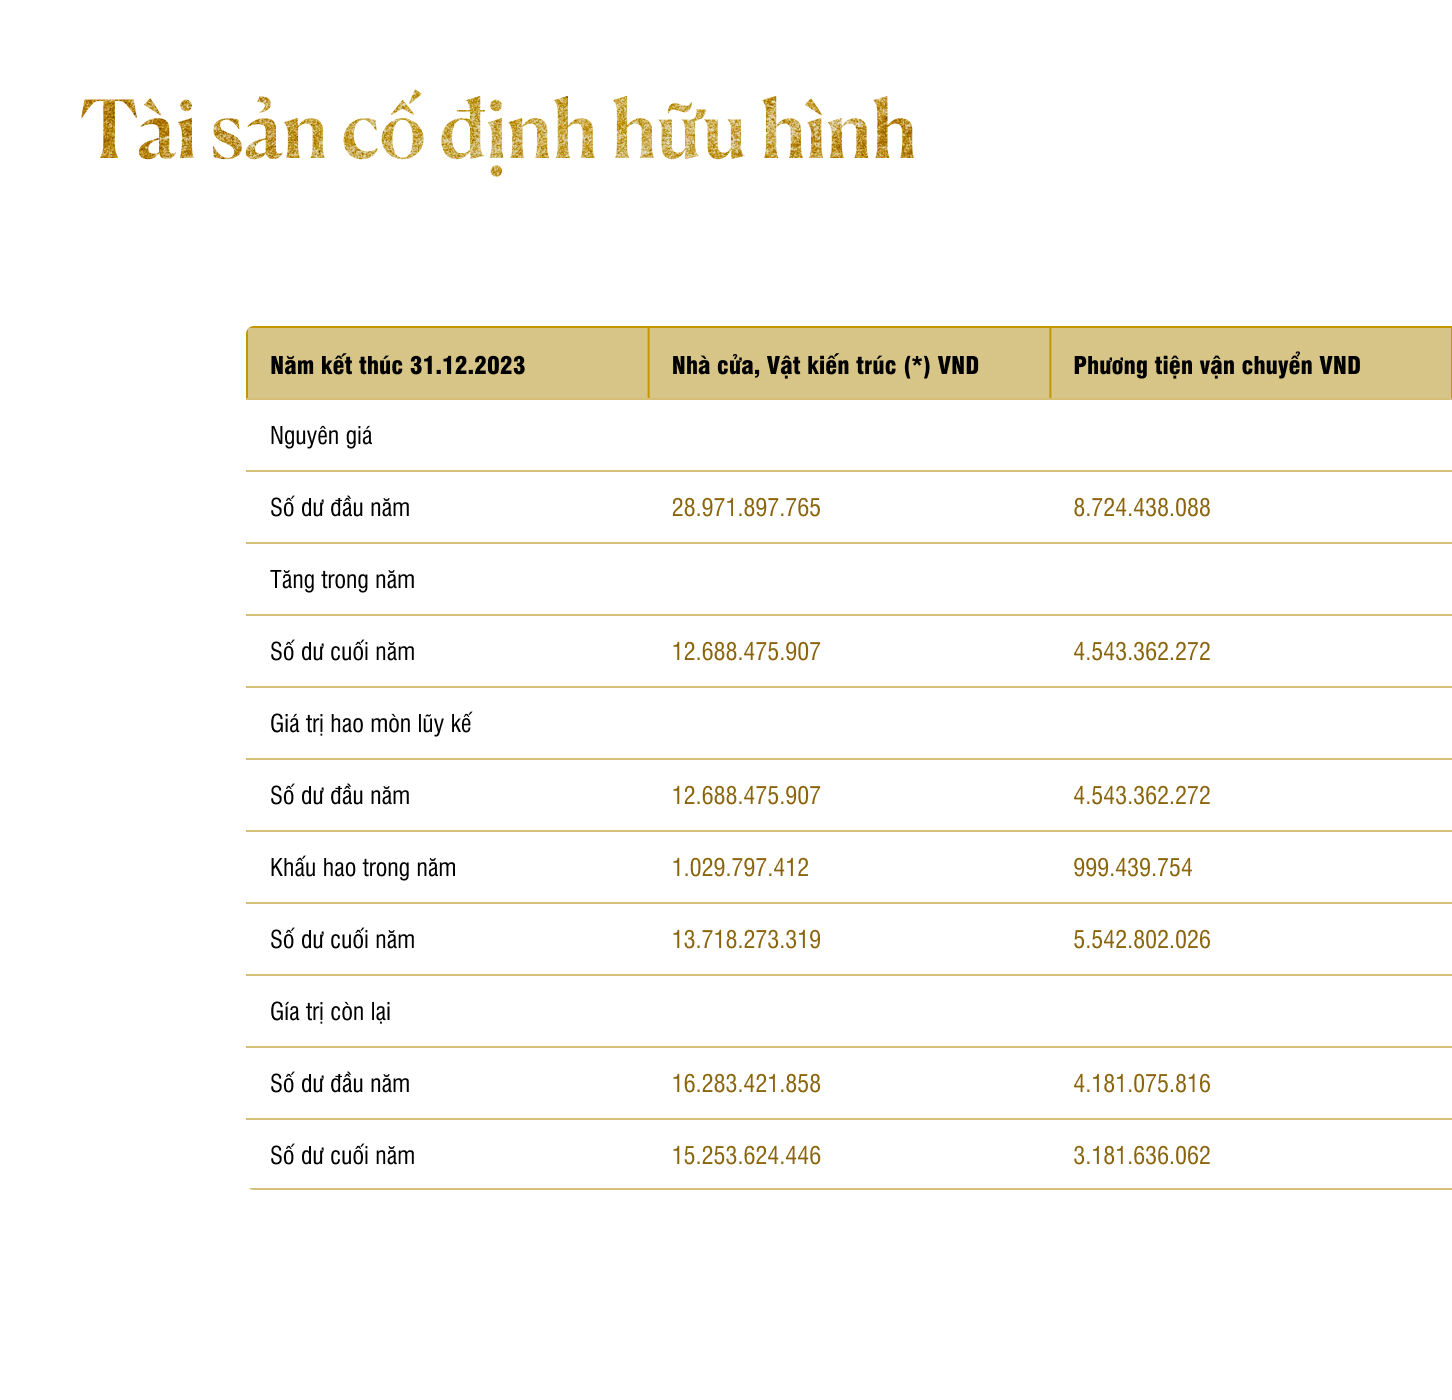 Tài sản cố định hữu hình
Năm kết thúc 31.12.2023 Nhà cửa, Vật kiến trúc (*) VND Phương tiện vận chuyển VND
Nguyên giá
Số dư đầu năm 28.971.897.765 8.724.438.088
Tăng trong năm
Số dư cuối năm 12.688.475.907 4.543.362.272
Giá trị hao mòn lũy kế
Số dư đầu năm 12.688.475.907 4.543.362.272
Khấu hao trong năm 1.029.797.412 999.439.754
Số dư cuối năm 13.718.273.319 5.542.802.026
Gía trị còn lại
Số dư đầu năm 16.283.421.858 4.181.075.816
Số dư cuối năm 15.253.624.446 3.181.636.062